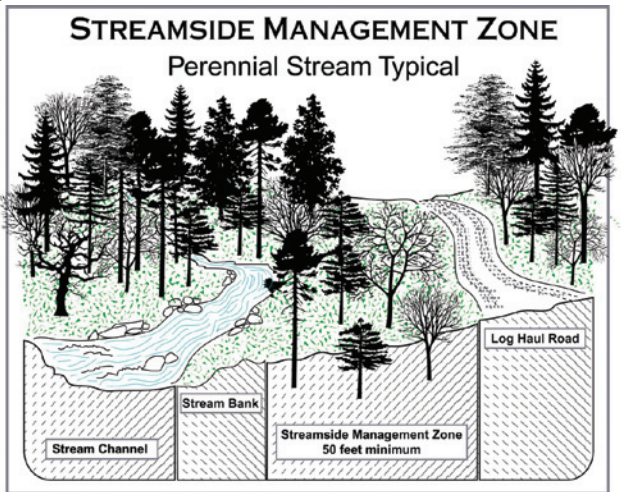 STREAMSIDE MANAGEMENT ZONE
Perennial Stream Typical
Log Haul Road
Stream Bank
Streamside Management Zone
50 feet minimum
Stream Channel